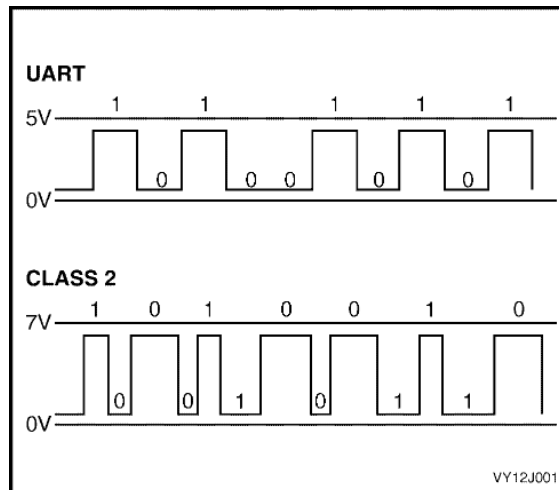 UART
1 1 1 1 1
5V
0 0 0 0 0
0V
CLASS 2
1 0 1 0 0 1 0
7V
0 0 1 0 1 1
0V
VY12J001